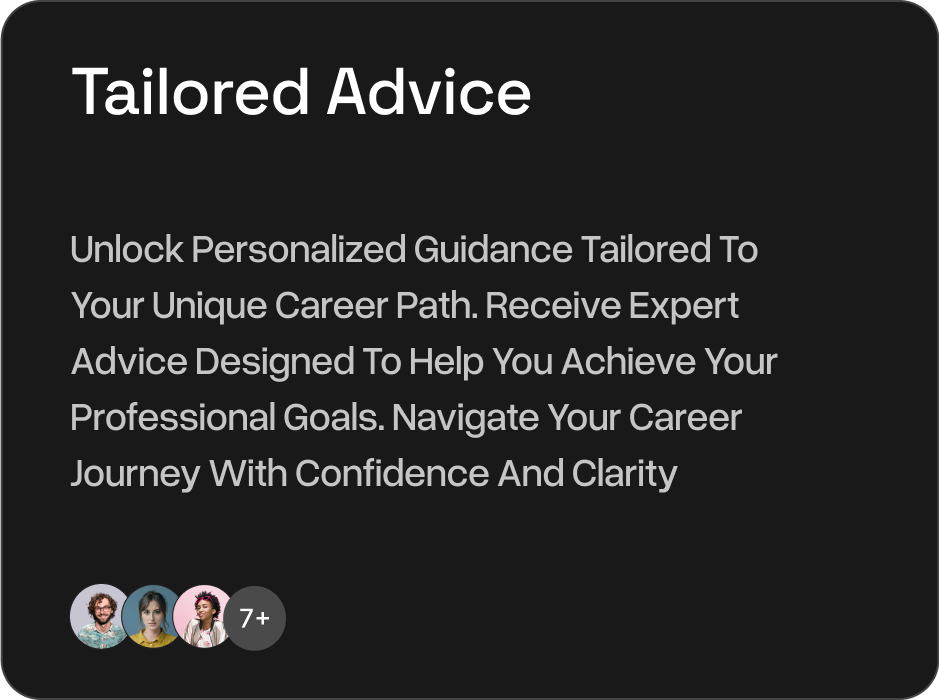 Tailored Advice
Unlock Personalized Guidance Tailored To
Your Unique Career Path. Receive Expert
Advice Designed To Help You Achieve Your
Professional Goals. Navigate Your Career
Journey With Confidence And Clarity
7+